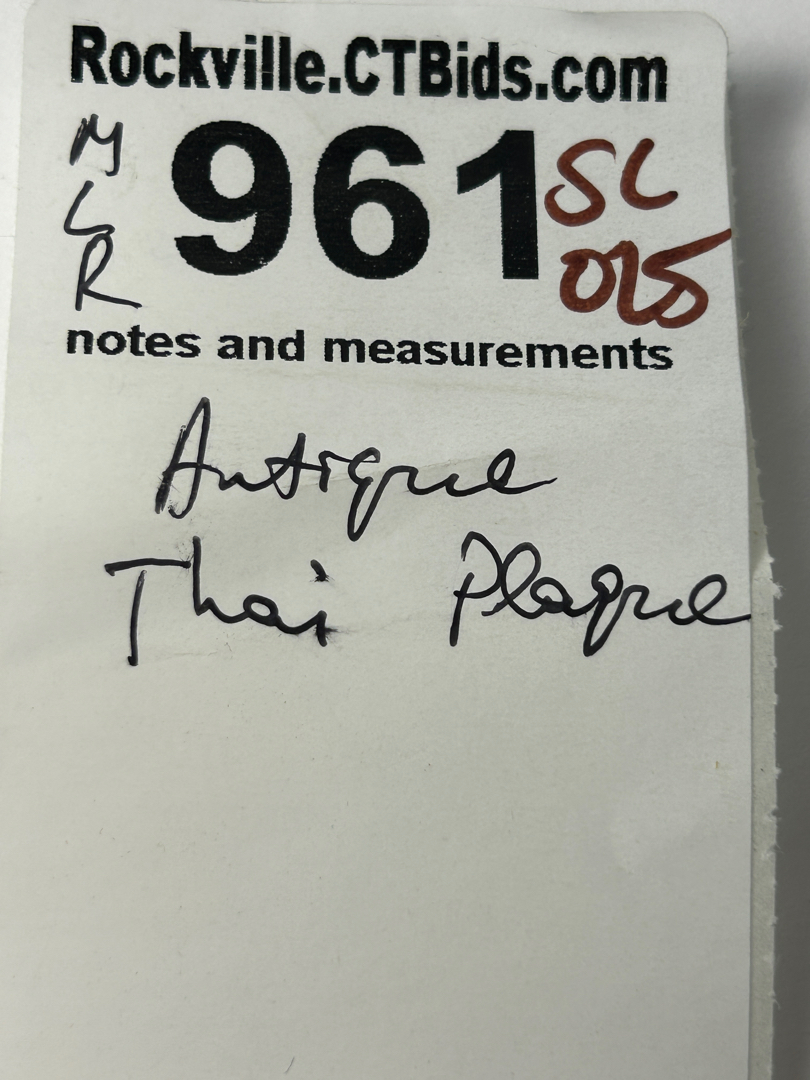 Rockville.CTBids.com
M
L
R
961
SC
015
notes and measurements
Antique
Thai Plaque